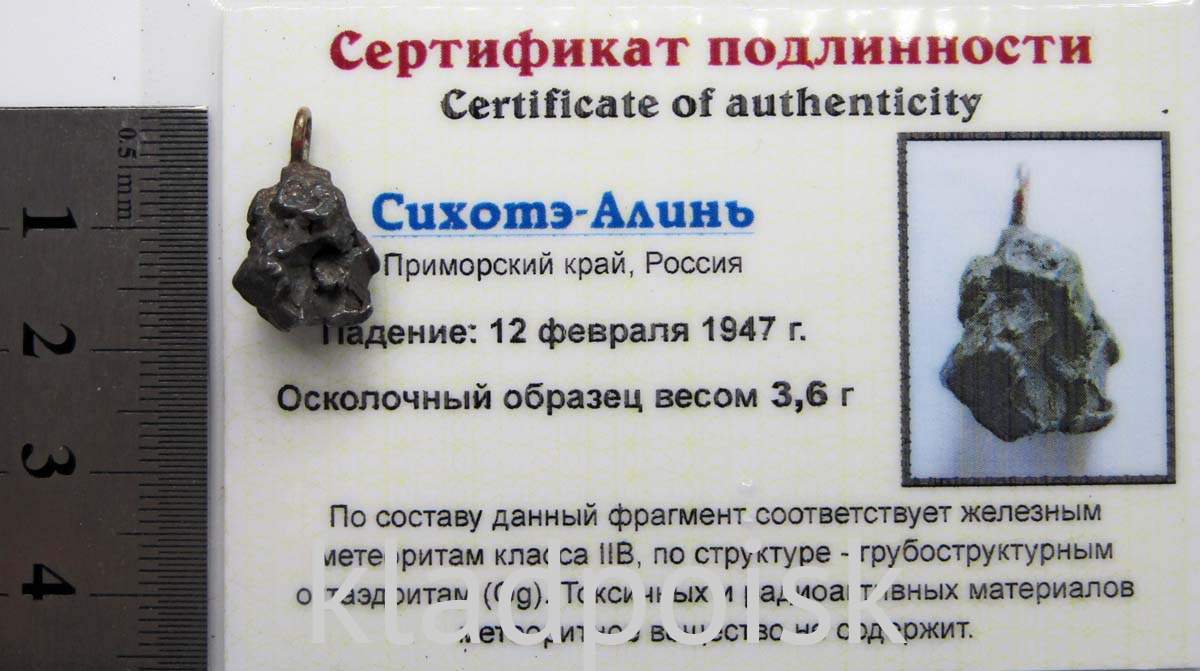 Сертификат подлинности
Certificate of authenticity
Сихотэ-Алинь
Приморский край, Россия
Падение: 12 февраля 1947 г.
Осколочный образец весом 3,6 г
По составу данный фрагмент соответствует железным
метеоритам класса IIB, по структуре - грубоструктурным
октаэдритам (Og). Токсичных и радиоактивных материалов
метеоритное вещество не содержит.
0.5 mm
1
2
3
4
kladpoisk